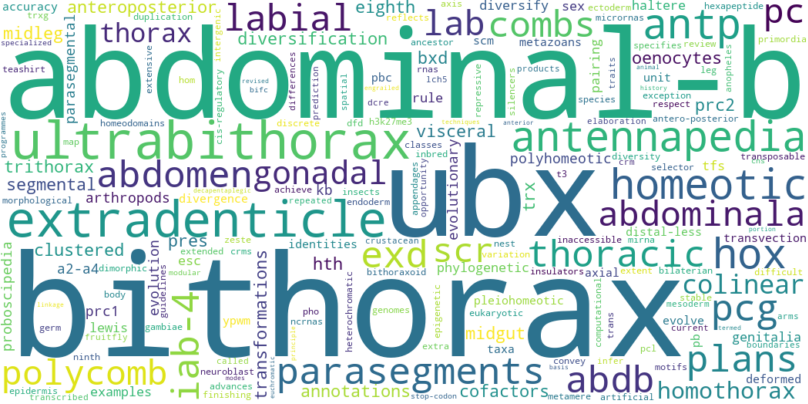 accuracy
anteroposterior
labial
eighth
diversify
sex
axis
ectoderm
hexapeptide
trxg
duplication
reflects
haltere
micrornas
specialized
midleg
thorax
diversification
lab
combs
metazoans
antp
pc
primordia
teashirt
parasegmental
extensive
hom
intergenic
cis-regulatory
ancestor
scm
bxd
pairing
specifies
review
leg
anopheles
oenocytes
abdominal-b
revised
bifc
differences
prediction
spatial
pbc
rnas
lch5
products
rule
repressive
silencers
traits
unit
exception
respect
prc2
animal
history
programmes
homeodomains
discrete
dcre
dfd
h3k27me3
engrailed
species
elaboration
antero-posterior
map
ultrabithorax
classes
inbred
visceral
techniques
anterior
antennapedia
trithorax
abdomen
gonadal
appendages
opportunity
evolutionary
ubx
polyhomeotic
diversity
transposable
trx
tfs
t3
crm
selector
cns
segmental
arthropods
divergence
decapentaplegic
achieve
kb
insects
homeotic
morphological
repeated
endoderm
abdominala
extradenticle
distal-less
portion
proboscipedia
clustered
pres
zeste
identities
crustacean
nest
exd
scr
variation
thoracic
inaccessible
mirna
transvection
hox
a2-a4
dimorphic
evolution
guidelines
esc
extended
crms
modular
hth
bithoraxoid
phylogenetic
insulators
axial
extent
bilaterian
difficult
bithorax
body
prc1
iab-4
transformations
heterochromatic
epigenetic
pleiohomeotic
eukaryotic
computational
trans
stable
mesoderm
colinear
linkage
germ
lewis
gambiae
ypwm
pho
ncrnas
genomes
midgut
evolve
current
pcg
arms
termed
fruitfly
extra
taxa
infer
pb
genitalia
boundaries
ninth
called
neuroblast
modes
euchromatic
convey
pcl
motifs
plans
polycomb
parasegments
basis
abdb
deformed
epidermis
examples
advances
transcribed
finishing
annotations
stop-codon
cofactors
metamere
artificial
homothorax